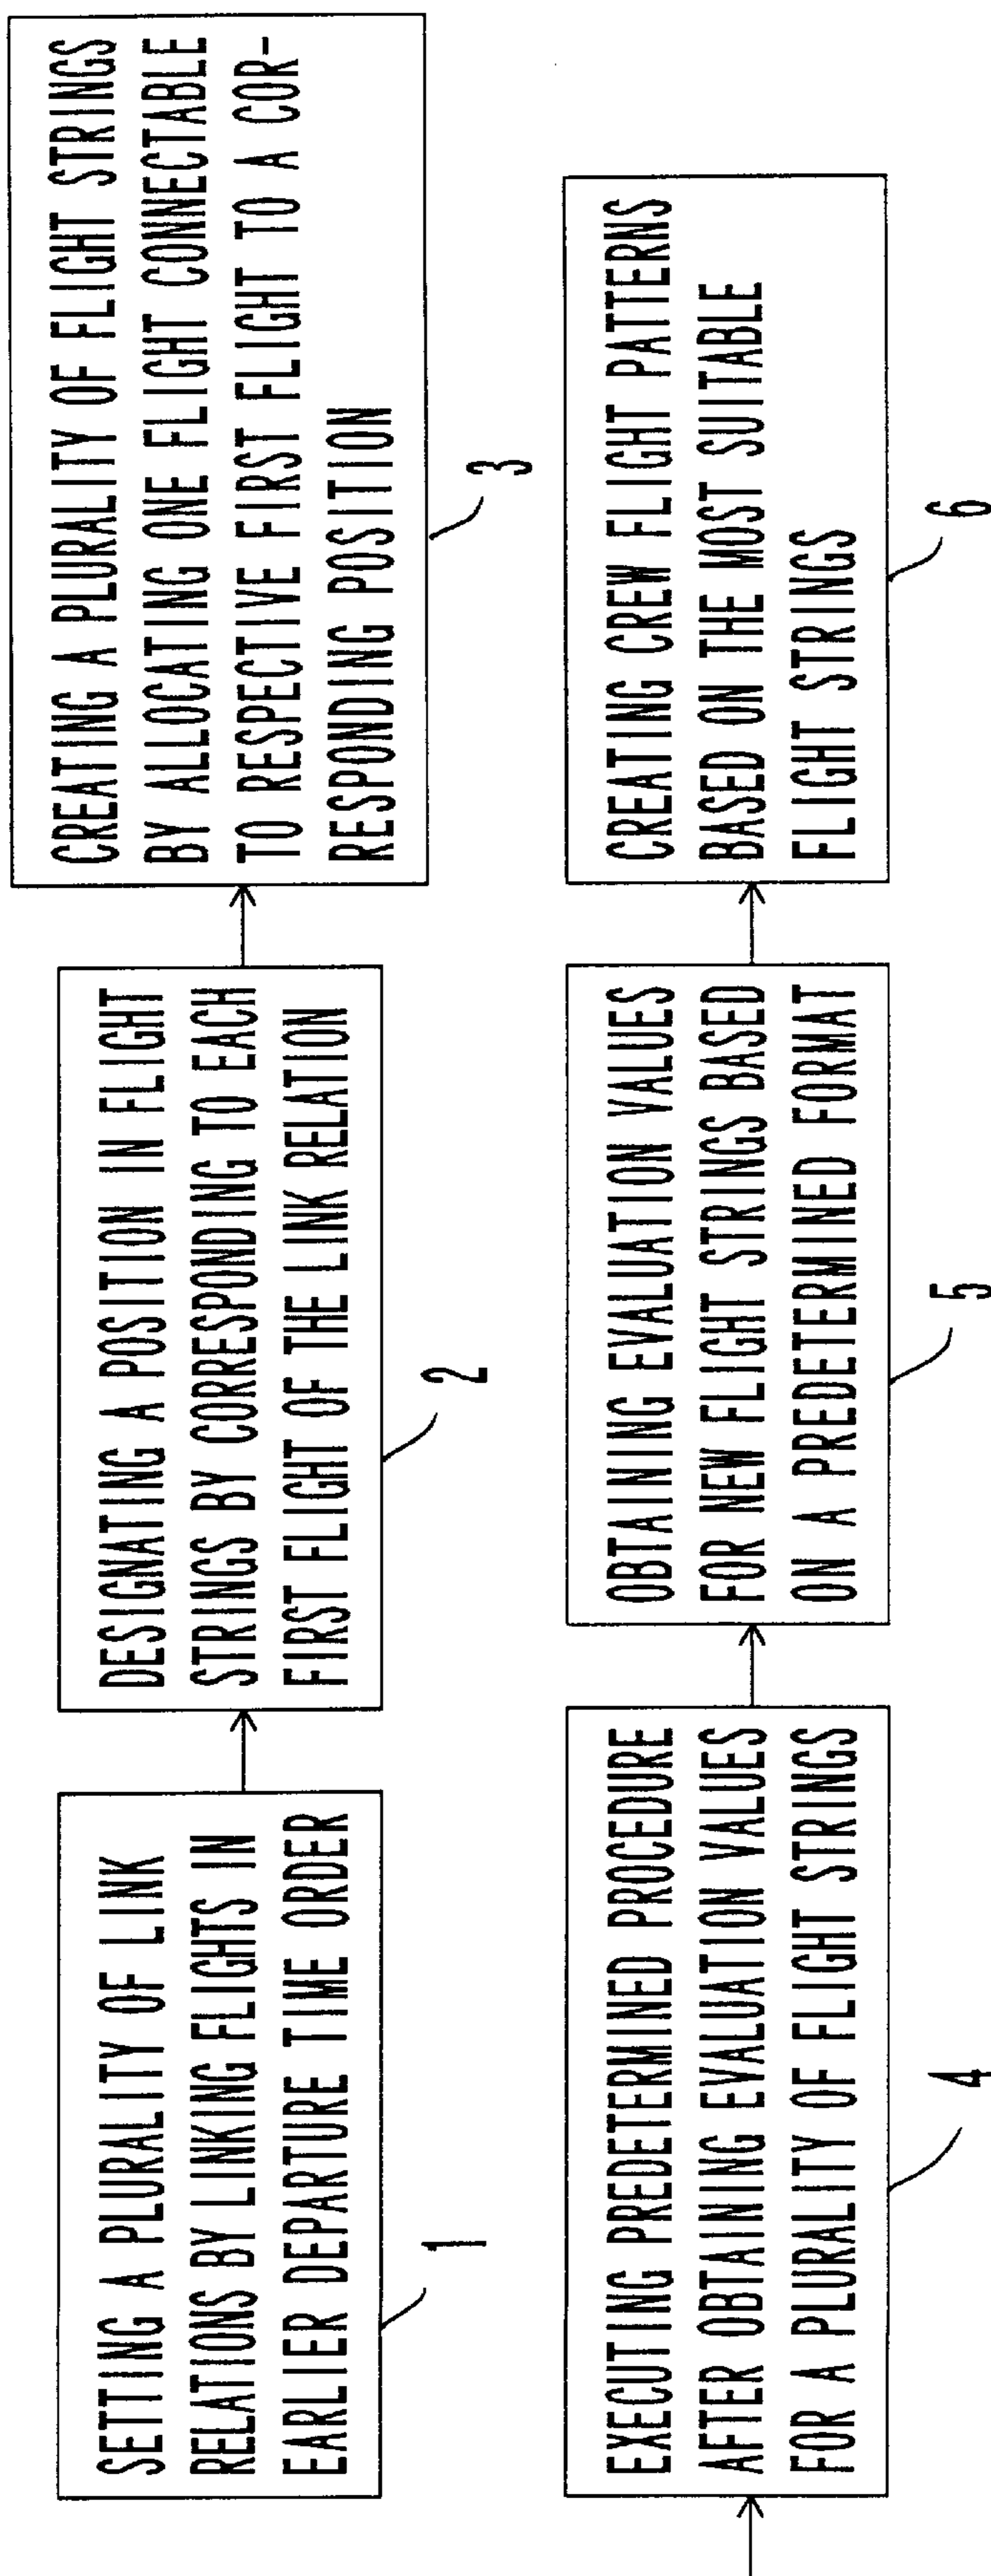 SETTING A PLURALITY OF LINK
RELATIONS BY LINKING FLIGHTS IN
EARLIER DEPARTURE TIME ORDER
1
DESIGNATING A POSITION IN FLIGHT
STRINGS BY CORRESPONDING TO EACH
FIRST FLIGHT OF THE LINK RELATION
2
CREATING A PLURALITY OF FLIGHT STRINGS
BY ALLOCATING ONE FLIGHT CONNECTABLE
TO RESPECTIVE FIRST FLIGHT TO A COR-
RESPONDING POSITION
3
EXECUTING PREDETERMINED PROCEDURE
AFTER OBTAINING EVALUATION VALUES
FOR A PLURALITY OF FLIGHT STRINGS
4
OBTAINING EVALUATION VALUES
FOR NEW FLIGHT STRINGS BASED
ON A PREDETERMINED FORMAT
5
CREATING CREW FLIGHT PATTERNS
BASED ON THE MOST SUITABLE
FLIGHT STRINGS
6